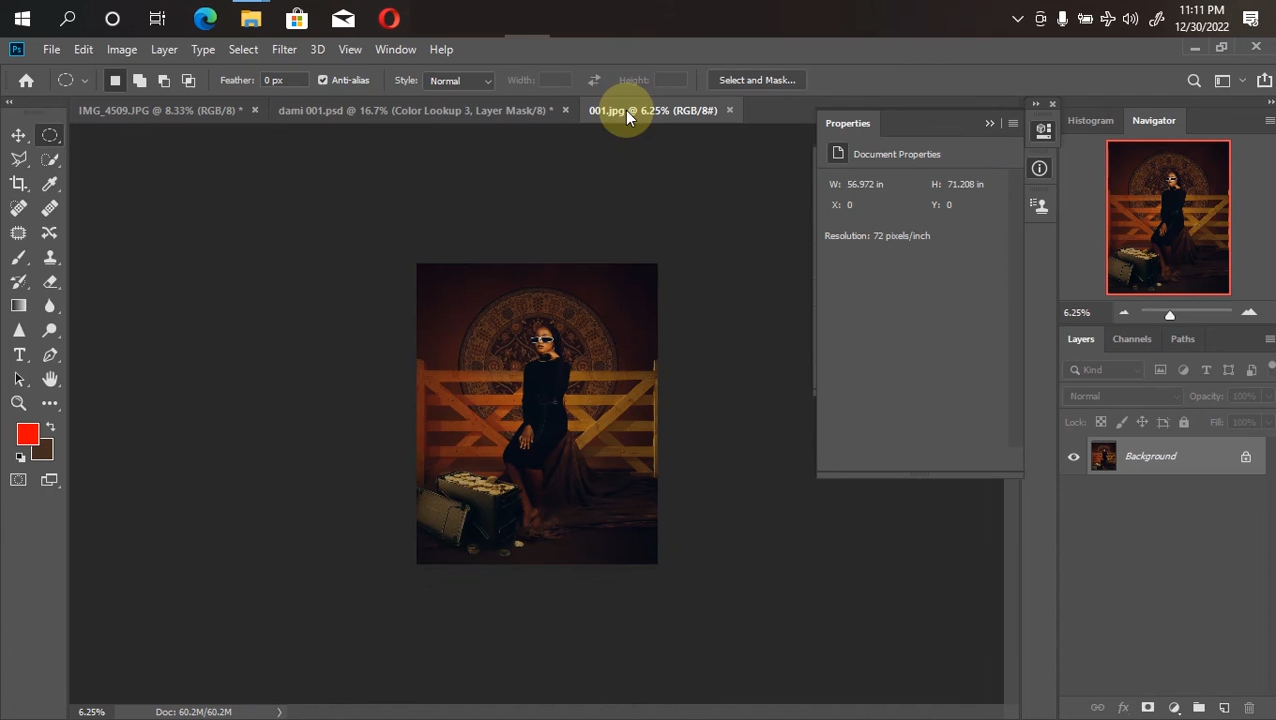 11:11 PM
12/30/2022
Ps
File Edit Image Layer Type Select Filter 3D View Window Help
Feather: 0 px Anti-alias Style: Normal Width: Height: Select and Mask...
IMG_4509.JPG @ 8.33% (RGB/8) * dami 001.psd @ 16.7% (Color Lookup 3, Layer Mask/8) * 001.jpg @ 6.25% (RGB/8#)
Properties
Document Properties
W: 56.972 in H: 71.208 in
X: 0 Y: 0
Resolution: 72 pixels/inch
Histogram Navigator
6.25%
Layers Channels Paths
Kind
Normal Opacity: 100%
Lock: Fill: 100%
Background
6.25% Doc: 60.2M/60.2M